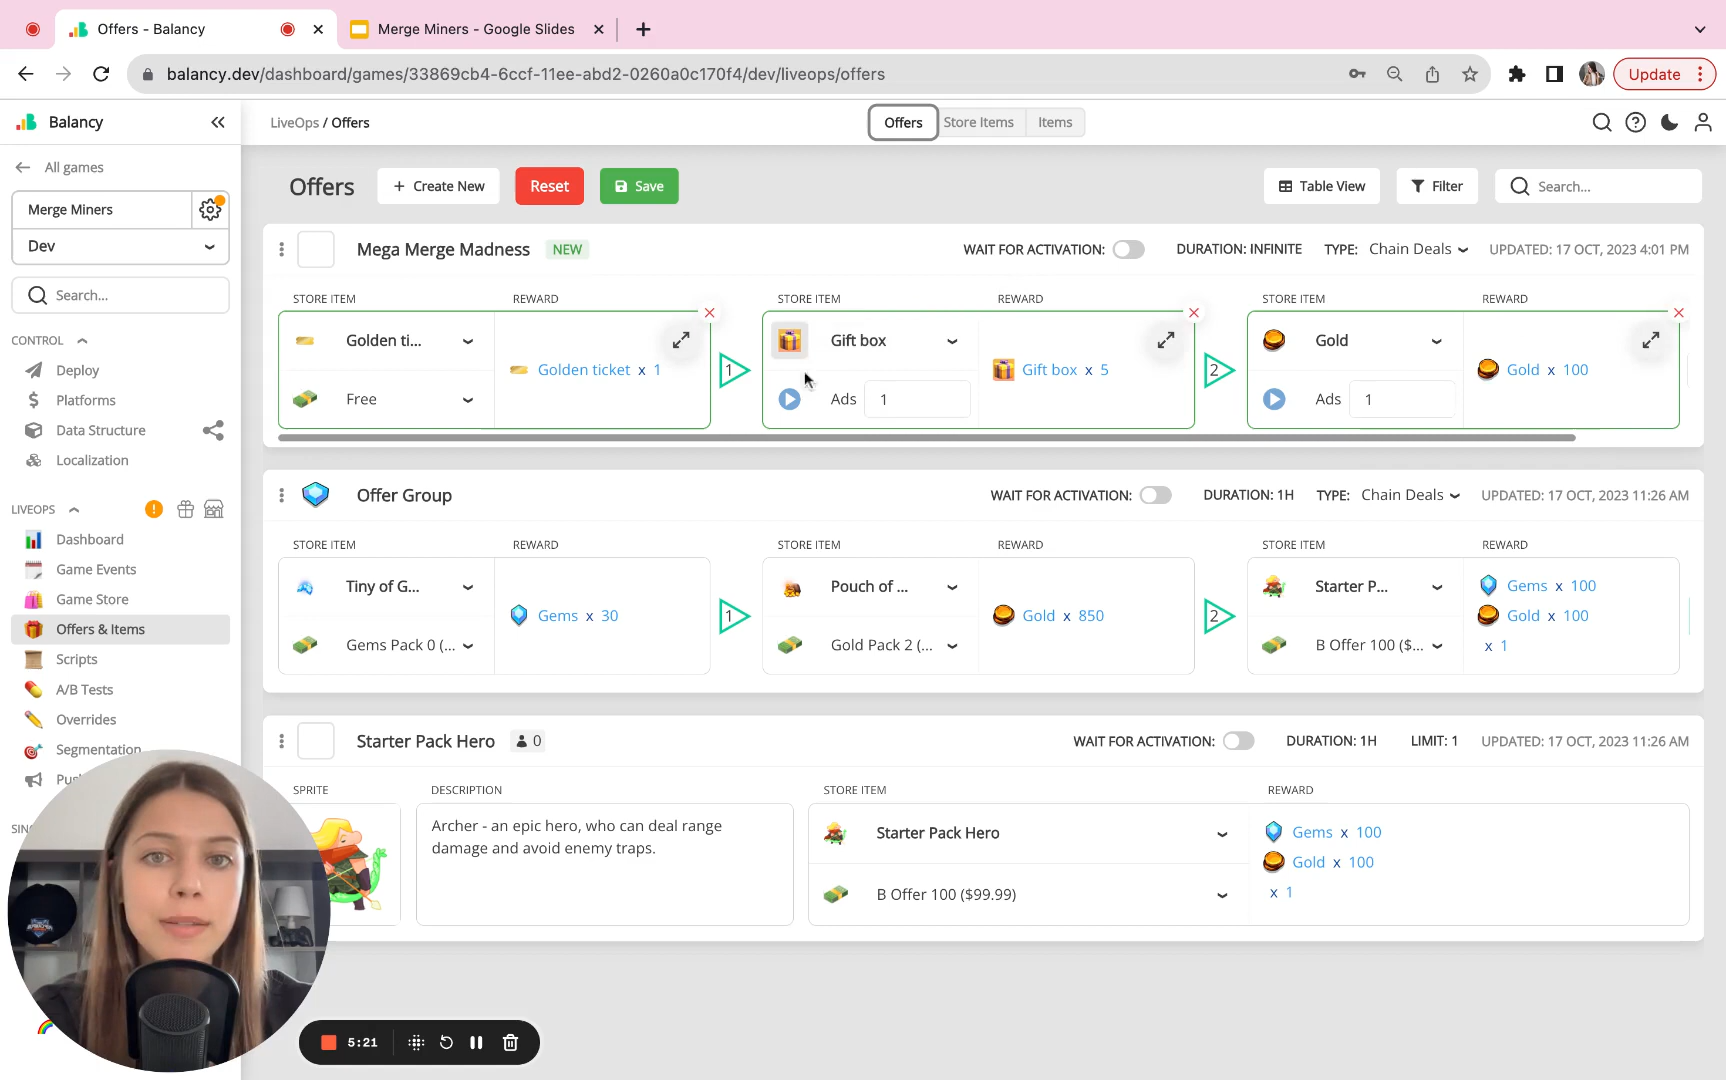 Offers - Balancy
Merge Miners - Google Slides
balancy.dev/dashboard/games/33869cb4-6ccf-11ee-abd2-0260a0c170f4/dev/liveops/offers
Update
Balancy
LiveOps / Offers
Offers
Store Items
Items
All games
Merge Miners
Dev
Search...
CONTROL
Deploy
Platforms
Data Structure
Localization
LIVEOPS
Dashboard
Game Events
Game Store
Offers & Items
Scripts
A/B Tests
Overrides
Segmentation
Offers
Create New
Reset
Save
Table View
Filter
Search...
Mega Merge Madness
NEW
WAIT FOR ACTIVATION:
DURATION: INFINITE
TYPE: Chain Deals
UPDATED: 17 OCT, 2023 4:01 PM
STORE ITEM
REWARD
STORE ITEM
REWARD
STORE ITEM
REWARD
Golden ti...
Free
Golden ticket x 1
1
Gift box
Ads 1
Gift box x 5
2
Gold
Ads 1
Gold x 100
Offer Group
WAIT FOR ACTIVATION:
DURATION: 1H
TYPE: Chain Deals
UPDATED: 17 OCT, 2023 11:26 AM
STORE ITEM
REWARD
STORE ITEM
REWARD
STORE ITEM
REWARD
Tiny of G...
Gems Pack 0 (...
Gems x 30
1
Pouch of ...
Gold Pack 2 (...
Gold x 850
2
Starter P...
B Offer 100 ($...
Gems x 100
Gold x 100
x 1
Starter Pack Hero
0
WAIT FOR ACTIVATION:
DURATION: 1H
LIMIT: 1
UPDATED: 17 OCT, 2023 11:26 AM
SPRITE
DESCRIPTION
STORE ITEM
REWARD
Archer - an epic hero, who can deal range
damage and avoid enemy traps.
Starter Pack Hero
B Offer 100 ($99.99)
Gems x 100
Gold x 100
x 1
5:21